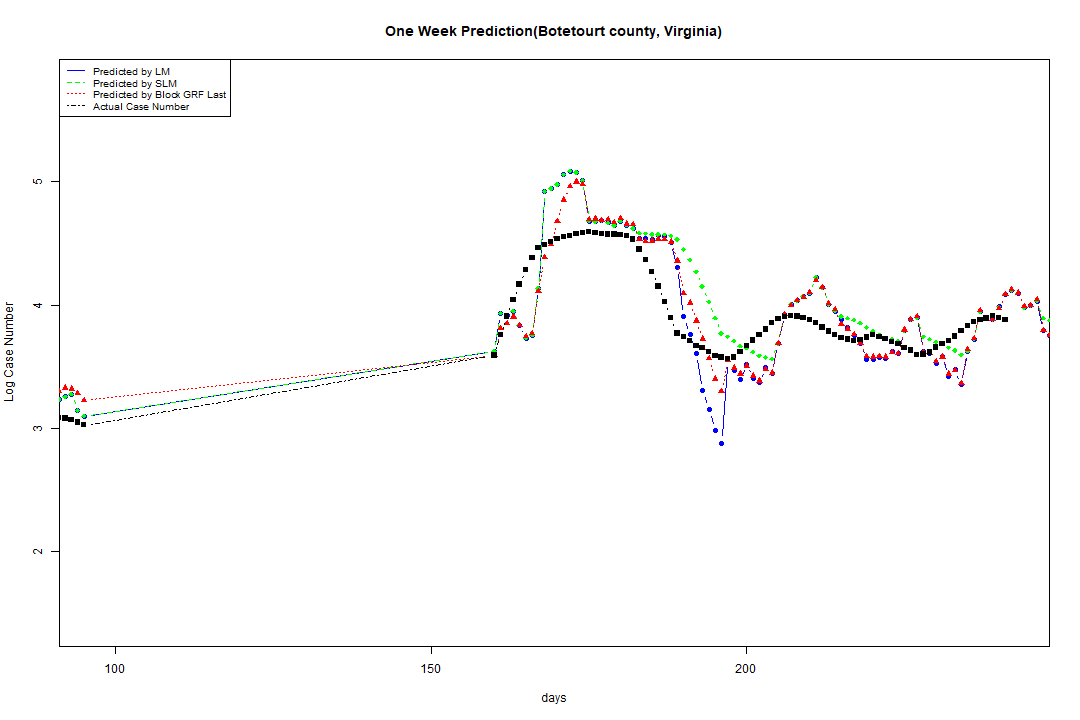 One Week Prediction(Botetourt county, Virginia)
Predicted by LM
Predicted by SLM
Predicted by Block GRF Last
Actual Case Number
5
4
3
2
Log Case Number
100 150 200
days